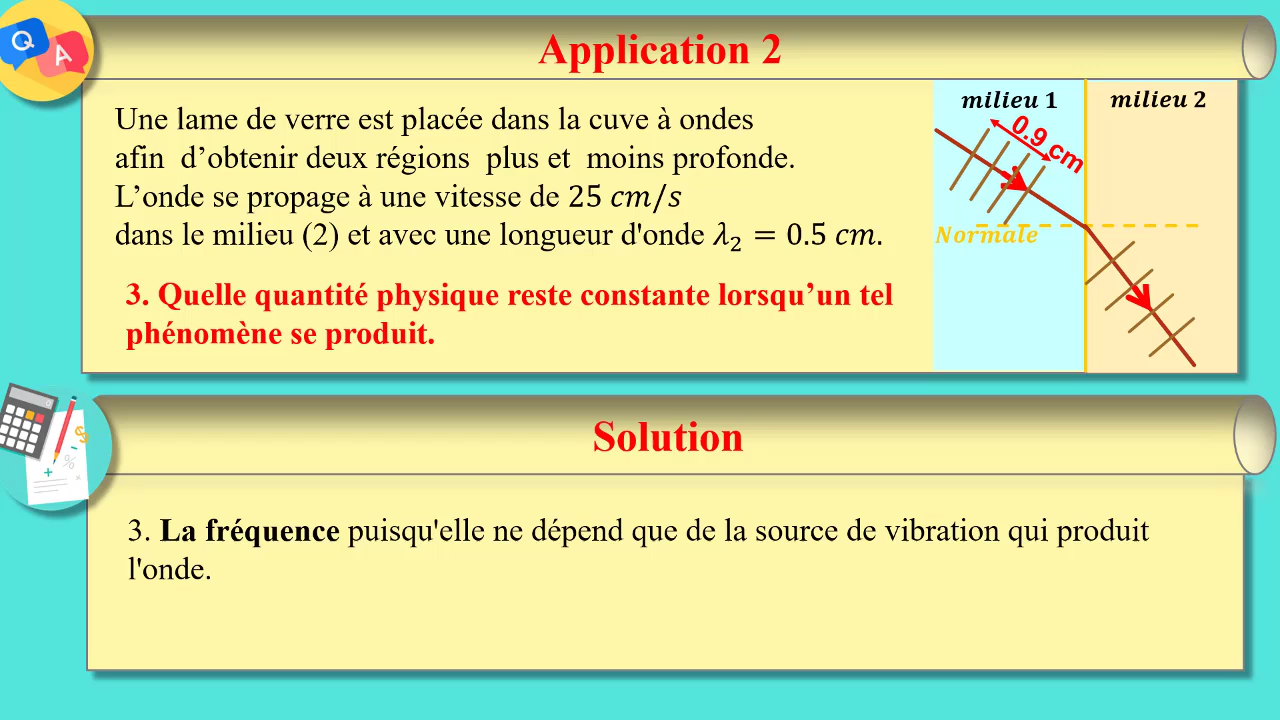 Q
A
Application 2
Une lame de verre est placée dans la cuve à ondes
afin d’obtenir deux régions plus et moins profonde.
L’onde se propage à une vitesse de 25 cm/s
dans le milieu (2) et avec une longueur d'onde λ₂ = 0.5 cm.
3. Quelle quantité physique reste constante lorsqu’un tel
phénomène se produit.
milieu 1
milieu 2
0.9 cm
Normale
Solution
3. La fréquence puisqu'elle ne dépend que de la source de vibration qui produit
l'onde.